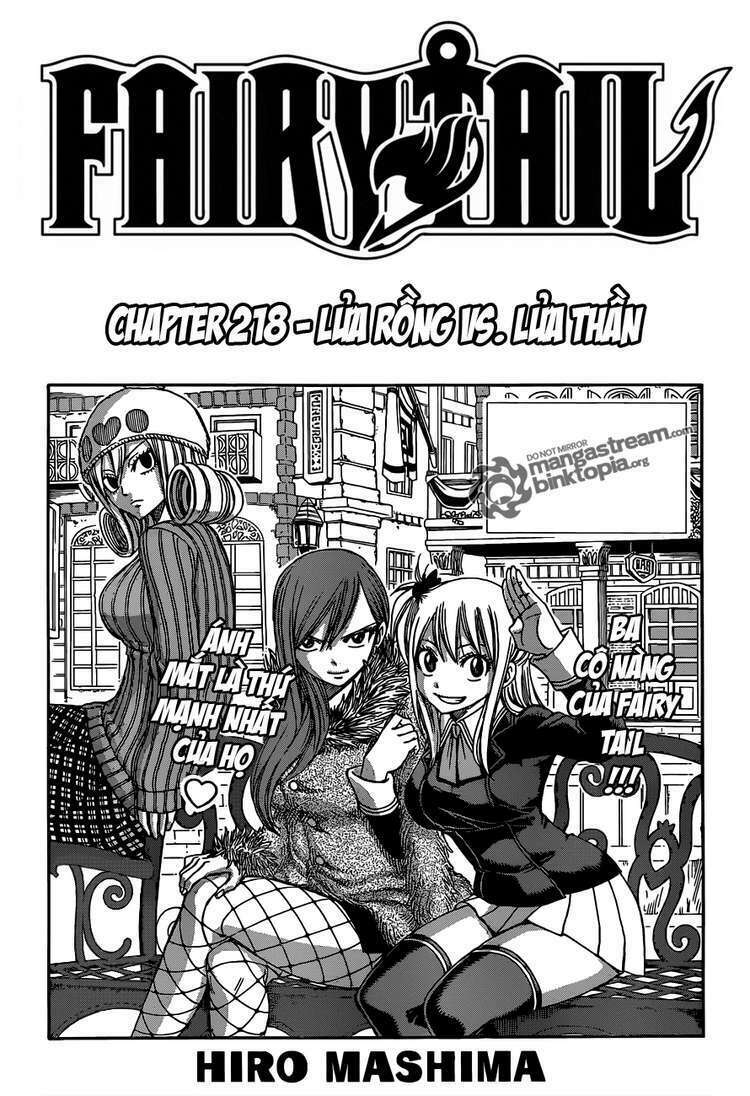 FAIRY TAIL
CHAPTER 218 - LỬA RỒNG VS. LỬA THẦN
DO NOT MIRROR
mangastream.com
binktopia.org
ÁNH
MẮT LÀ THỨ
MẠNH NHẤT
CỦA HỌ
BA
CÔ NÀNG
CỦA FAIRY
TAIL
!!!
HIRO MASHIMA